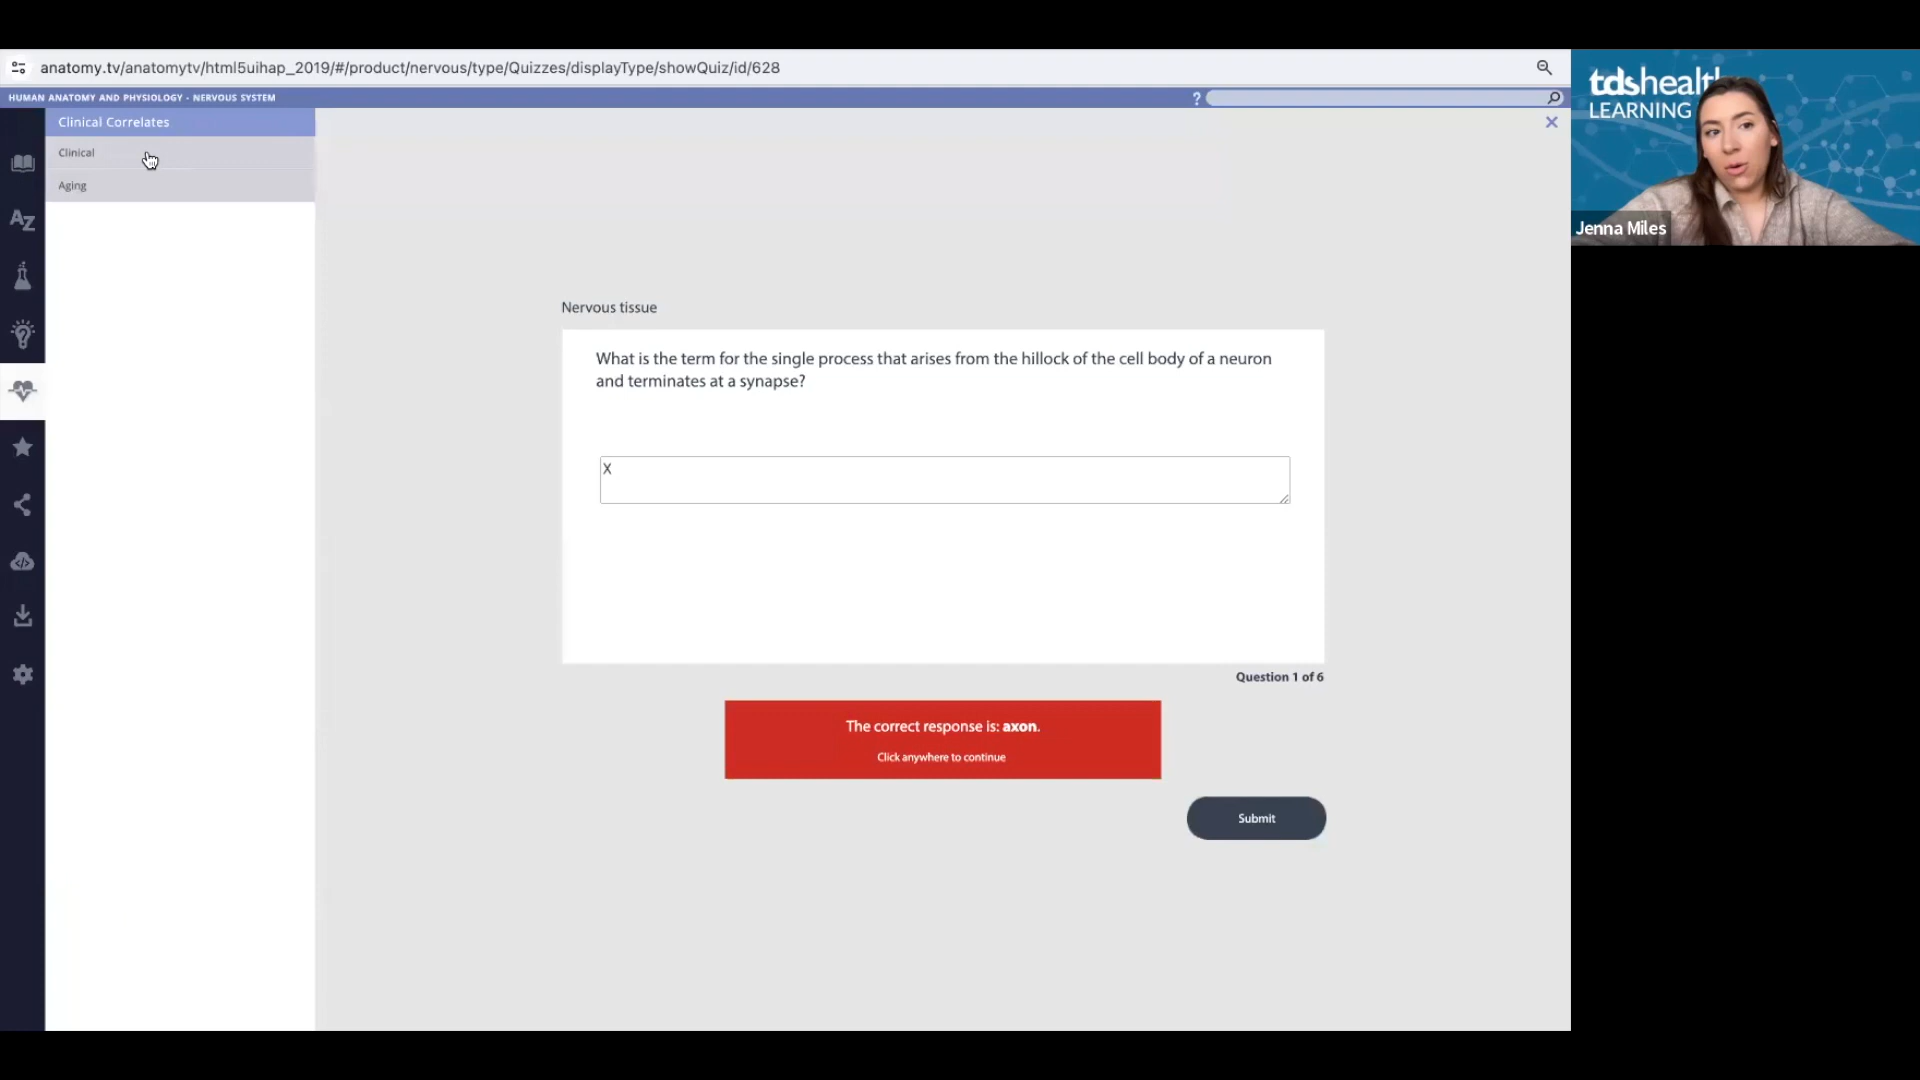 anatomy.tv/anatomytv/html5uihap_2019/#/product/nervous/type/Quizzes/displayType/showQuiz/id/628
HUMAN ANATOMY AND PHYSIOLOGY - NERVOUS SYSTEM
?
Clinical Correlates
Clinical
Aging
AZ
Nervous tissue
What is the term for the single process that arises from the hillock of the cell body of a neuron
and terminates at a synapse?
X
Question 1 of 6
The correct response is: axon.
Click anywhere to continue
Submit
tdshealth
LEARNING
Jenna Miles